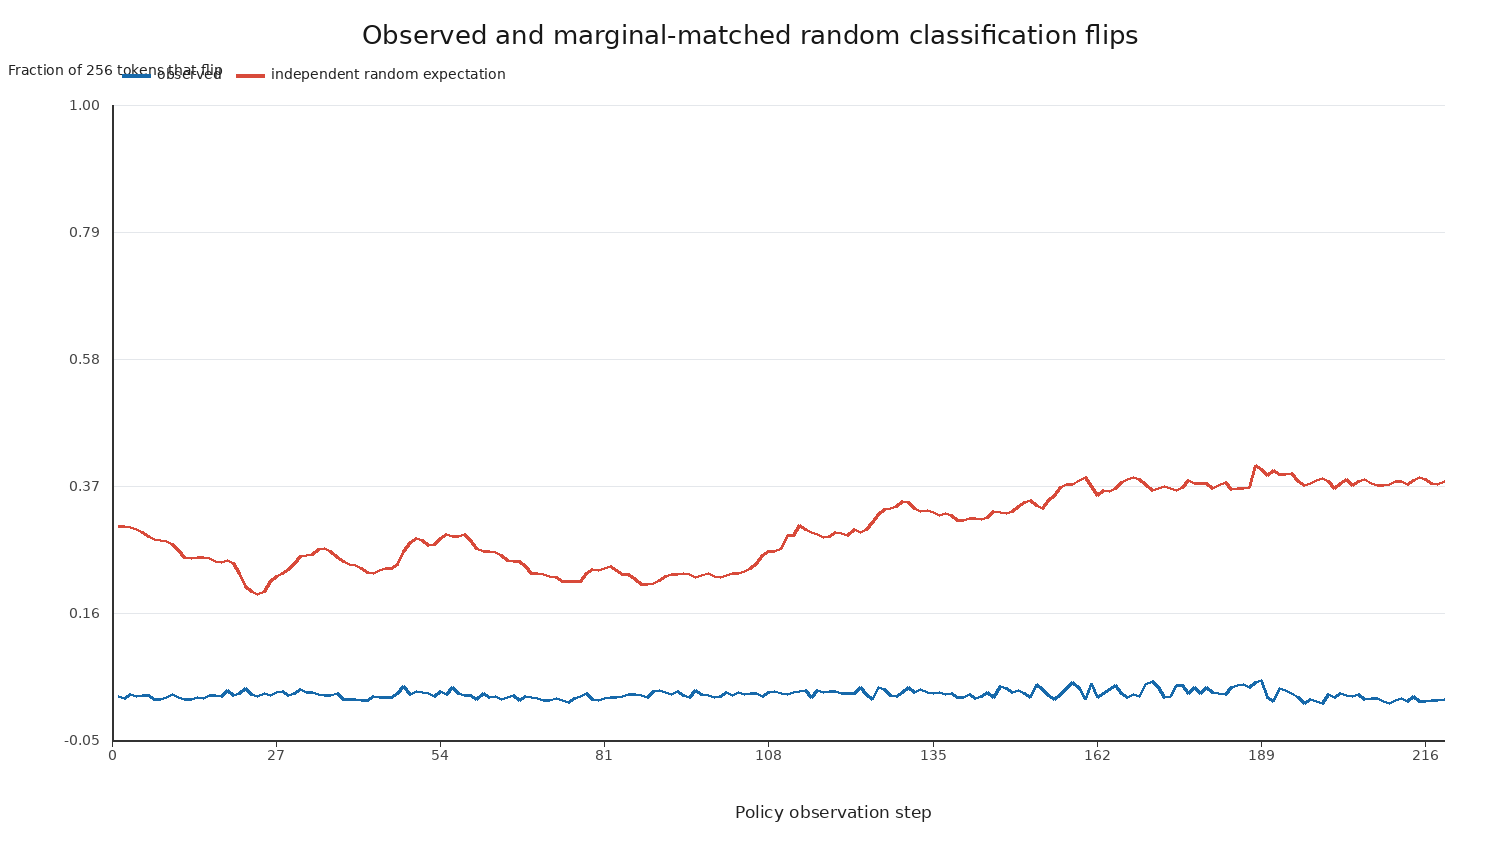 Observed and marginal-matched random classification flips
Fraction of 256 tokens that flip
observed
independent random expectation
1.00
0.79
0.58
0.37
0.16
-0.05
0 27 54 81 108 135 162 189 216
Policy observation step